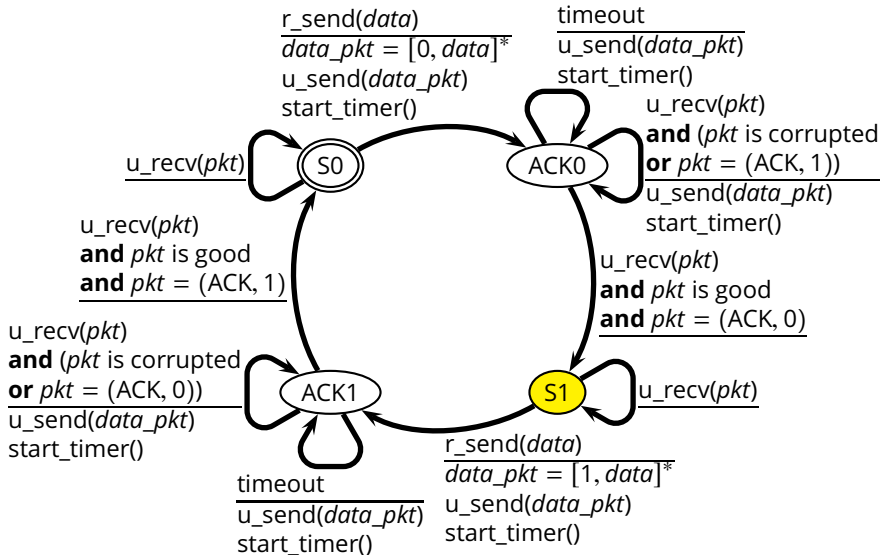 r_send(data)
data_pkt = [0, data]*
u_send(data_pkt)
start_timer()
timeout
u_send(data_pkt)
start_timer()
u_recv(pkt)
and (pkt is corrupted
or pkt = (ACK, 1))
u_send(data_pkt)
start_timer()
u_recv(pkt)
S0
ACK0
u_recv(pkt)
and pkt is good
and pkt = (ACK, 1)
u_recv(pkt)
and pkt is good
and pkt = (ACK, 0)
u_recv(pkt)
and (pkt is corrupted
or pkt = (ACK, 0))
u_send(data_pkt)
start_timer()
ACK1
S1
u_recv(pkt)
timeout
u_send(data_pkt)
start_timer()
r_send(data)
data_pkt = [1, data]*
u_send(data_pkt)
start_timer()